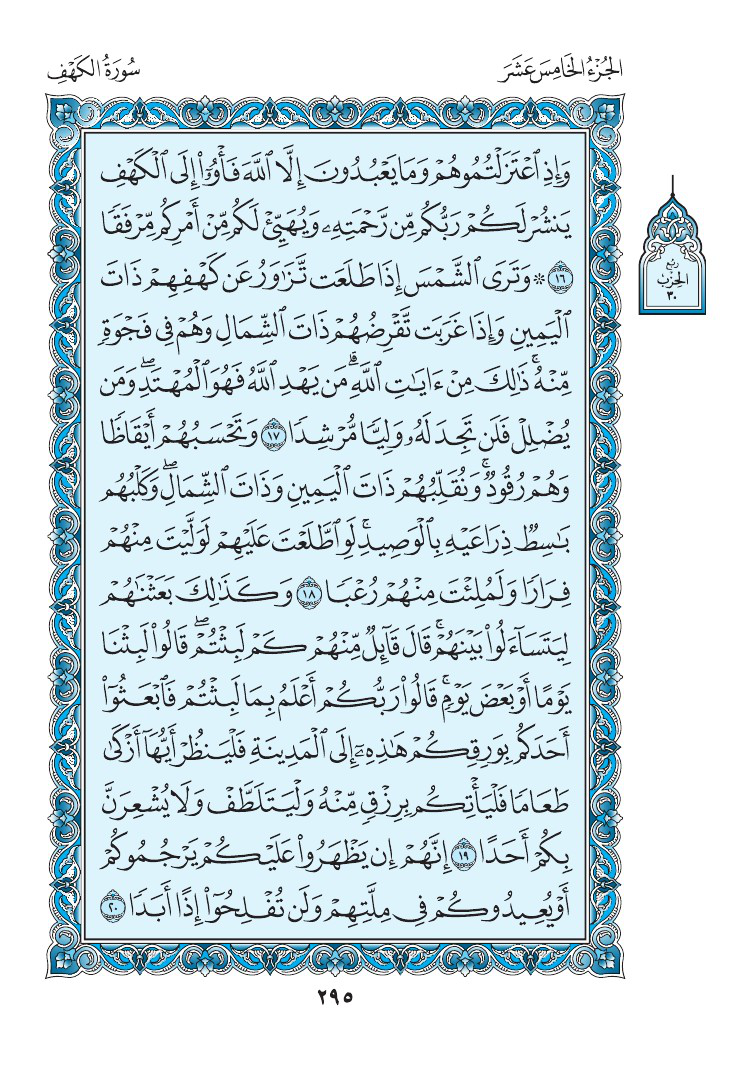 الجُزْءُ الخَامِسَ عَشَرَ
سُورَةُ الكَهْفِ
وَإِذِ ٱعْتَزَلْتُمُوهُمْ وَمَا يَعْبُدُونَ إِلَّا ٱللَّهَ فَأْوُۥٓا۟ إِلَى ٱلْكَهْفِ
يَنشُرْ لَكُمْ رَبُّكُم مِّن رَّحْمَتِهِۦ وَيُهَيِّئْ لَكُم مِّنْ أَمْرِكُم مِّرْفَقًا
١٦ ۞ وَتَرَى ٱلشَّمْسَ إِذَا طَلَعَت تَّزَٰوَرُ عَن كَهْفِهِمْ ذَاتَ
ٱلْيَمِينِ وَإِذَا غَرَبَت تَّقْرِضُهُمْ ذَاتَ ٱلشِّمَالِ وَهُمْ فِى فَجْوَةٍ
مِّنْهُ ۚ ذَٰلِكَ مِنْ ءَايَٰتِ ٱللَّهِ ۗ مَن يَهْدِ ٱللَّهُ فَهُوَ ٱلْمُهْتَدِ ۖ وَمَن
يُضْلِلْ فَلَن تَجِدَ لَهُۥ وَلِيًّا مُّرْشِدًا ١٧ وَتَحْسَبُهُمْ أَيْقَاظًا
وَهُمْ رُقُودٌ ۚ وَنُقَلِّبُهُمْ ذَاتَ ٱلْيَمِينِ وَذَاتَ ٱلشِّمَالِ ۖ وَكَلْبُهُم
بَٰسِطٌ ذِرَاعَيْهِ بِٱلْوَصِيدِ ۚ لَوِ ٱطَّلَعْتَ عَلَيْهِمْ لَوَلَّيْتَ مِنْهُمْ
فِرَارًا وَلَمُلِئْتَ مِنْهُمْ رُعْبًا ١٨ وَكَذَٰلِكَ بَعَثْنَٰهُمْ
لِيَتَسَآءَلُوا۟ بَيْنَهُمْ ۚ قَالَ قَآئِلٌ مِّنْهُمْ كَمْ لَبِثْتُمْ ۖ قَالُوا۟ لَبِثْنَا
يَوْمًا أَوْ بَعْضَ يَوْمٍ ۚ قَالُوا۟ رَبُّكُمْ أَعْلَمُ بِمَا لَبِثْتُمْ فَٱبْعَثُوٓا۟
أَحَدَكُم بِوَرِقِكُمْ هَٰذِهِۦٓ إِلَى ٱلْمَدِينَةِ فَلْيَنظُرْ أَيُّهَآ أَزْكَىٰ
طَعَامًا فَلْيَأْتِكُم بِرِزْقٍ مِّنْهُ وَلْيَتَلَطَّفْ وَلَا يُشْعِرَنَّ
بِكُمْ أَحَدًا ١٩ إِنَّهُمْ إِن يَظْهَرُوا۟ عَلَيْكُمْ يَرْجُمُوكُمْ
أَوْ يُعِيدُوكُمْ فِى مِلَّتِهِمْ وَلَن تُفْلِحُوٓا۟ إِذًا أَبَدًا ٢٠
ربع
الحزب
٣٠
٢٩٥